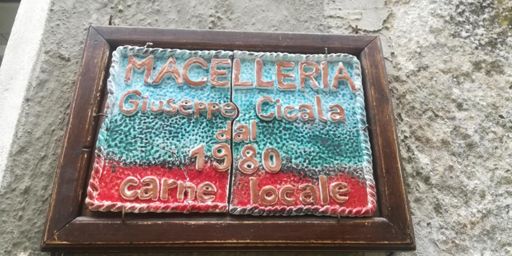 MACELLERIA
Giuseppe Cicala
dal
1980
carne locale